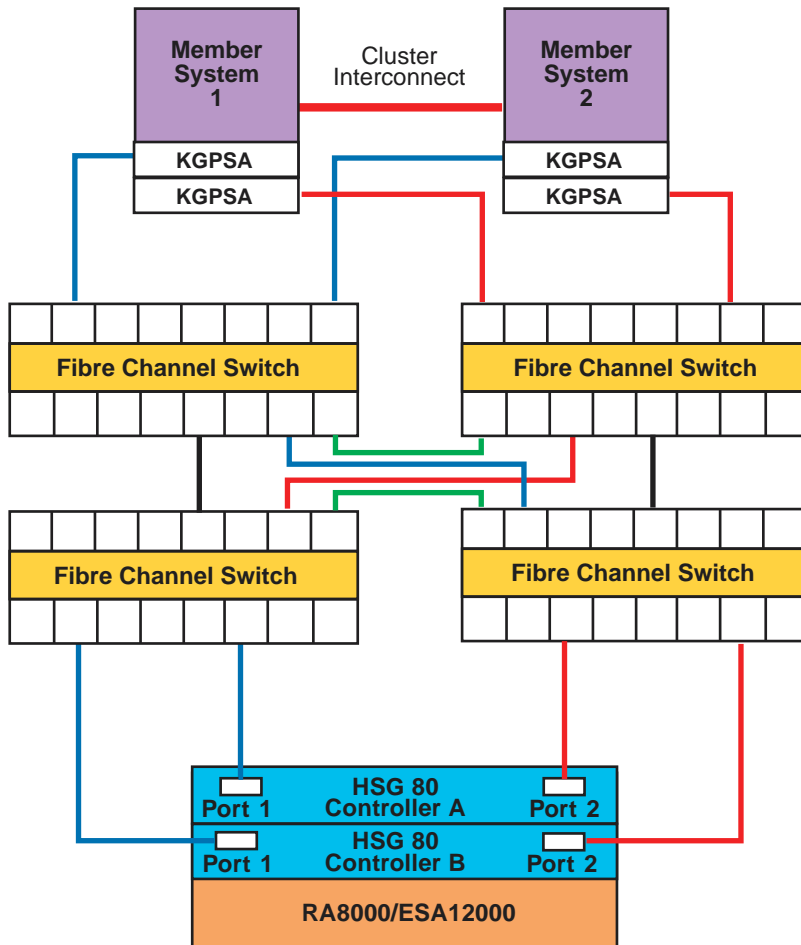 Member
System
1
Cluster
Interconnect
Member
System
2
KGPSA
KGPSA
KGPSA
KGPSA
Fibre Channel Switch
Fibre Channel Switch
Fibre Channel Switch
Fibre Channel Switch
HSG 80
Controller A
Port 1
Port 2
HSG 80
Controller B
Port 1
Port 2
RA8000/ESA12000